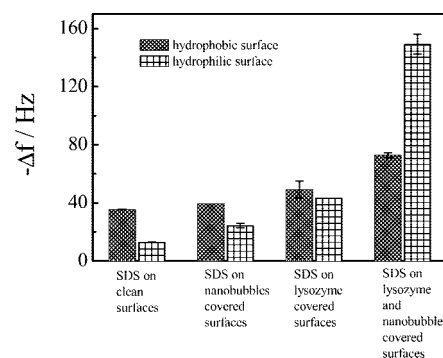 160
120
80
40
0
-Δf / Hz
hydrophobic surface
hydrophilic surface
SDS on
clean
surfaces
SDS on
nanobubbles
covered
surfaces
SDS on
lysozyme
covered
surfaces
SDS on
lysozyme
and nanobubble
covered surfaces